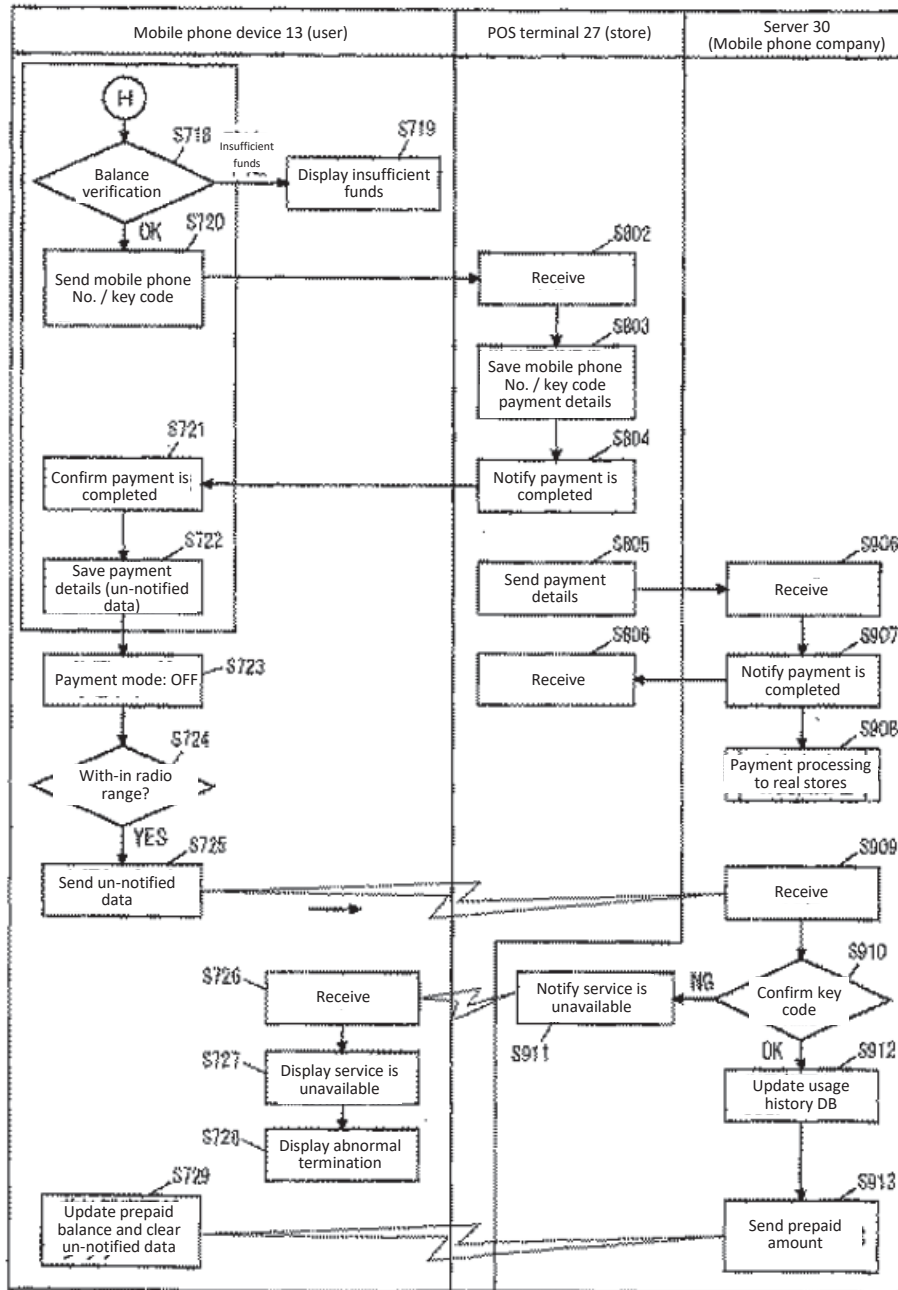 Mobile phone device 13 (user)
POS terminal 27 (store)
Server 30
(Mobile phone company)
H
S718
Balance
verification
Insufficient
funds
S719
Display insufficient
funds
OK
S720
Send mobile phone
No. / key code
S802
Receive
S803
Save mobile phone
No. / key code
payment details
S804
Notify payment is
completed
S721
Confirm payment is
completed
S722
Save payment
details (un-notified
data)
S805
Send payment
details
S906
Receive
S723
Payment mode: OFF
S806
Receive
S907
Notify payment is
completed
S724
With-in radio
range?
S908
Payment processing
to real stores
YES
S725
Send un-notified
data
S909
Receive
S910
Confirm key
code
NG
Notify service is
unavailable
S911
S726
Receive
S727
Display service is
unavailable
S728
Display abnormal
termination
OK
S912
Update usage
history DB
S729
Update prepaid
balance and clear
un-notified data
S913
Send prepaid
amount